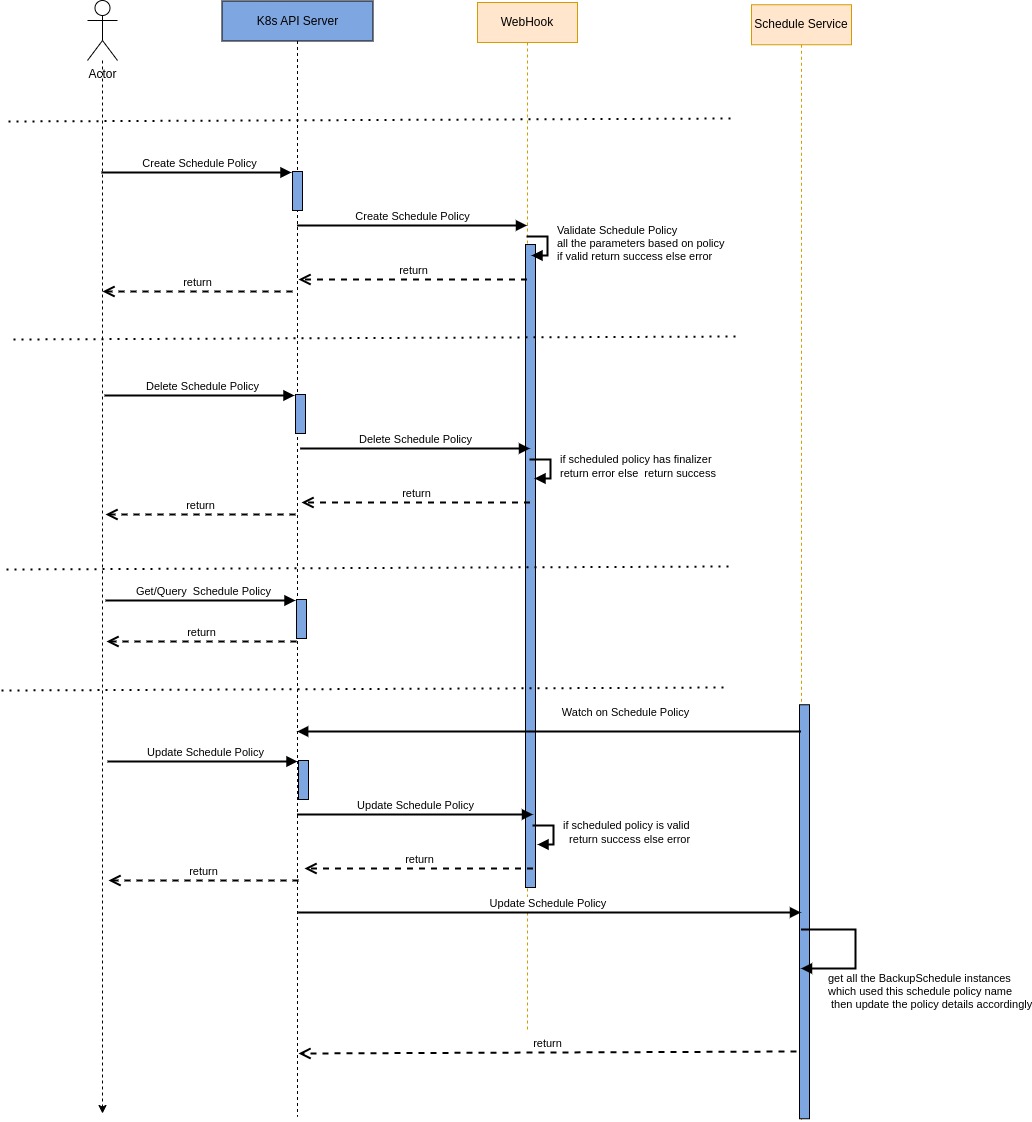 K8s API Server
WebHook
Schedule Service
Actor
Create Schedule Policy
Create Schedule Policy
Validate Schedule Policy
all the parameters based on policy
if valid return success else error
return
return
Delete Schedule Policy
Delete Schedule Policy
if scheduled policy has finalizer
return error else  return success
return
return
Get/Query  Schedule Policy
return
Watch on Schedule Policy
Update Schedule Policy
Update Schedule Policy
if scheduled policy is valid
return success else error
return
return
Update Schedule Policy
get all the BackupSchedule instances
which used this schedule policy name
then update the policy details accordingly
return